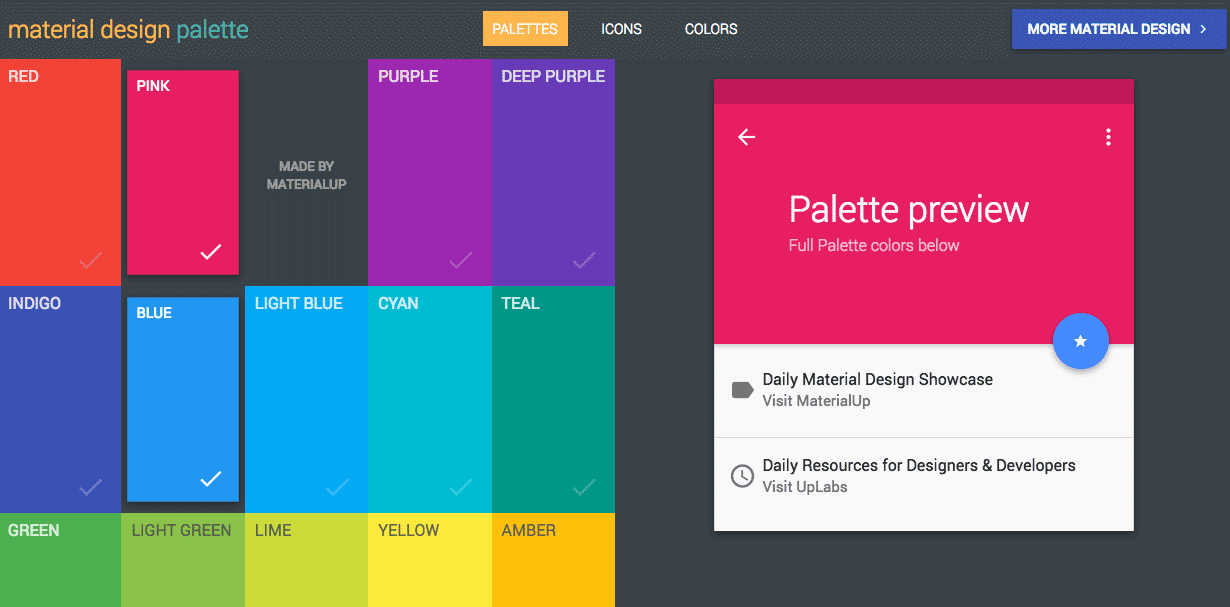 material design palette
PALETTES
ICONS
COLORS
MORE MATERIAL DESIGN
RED
PINK
MADE BY
MATERIALUP
PURPLE
DEEP PURPLE
INDIGO
BLUE
LIGHT BLUE
CYAN
TEAL
GREEN
LIGHT GREEN
LIME
YELLOW
AMBER
Palette preview
Full Palette colors below
Daily Material Design Showcase
Visit MaterialUp
Daily Resources for Designers & Developers
Visit UpLabs